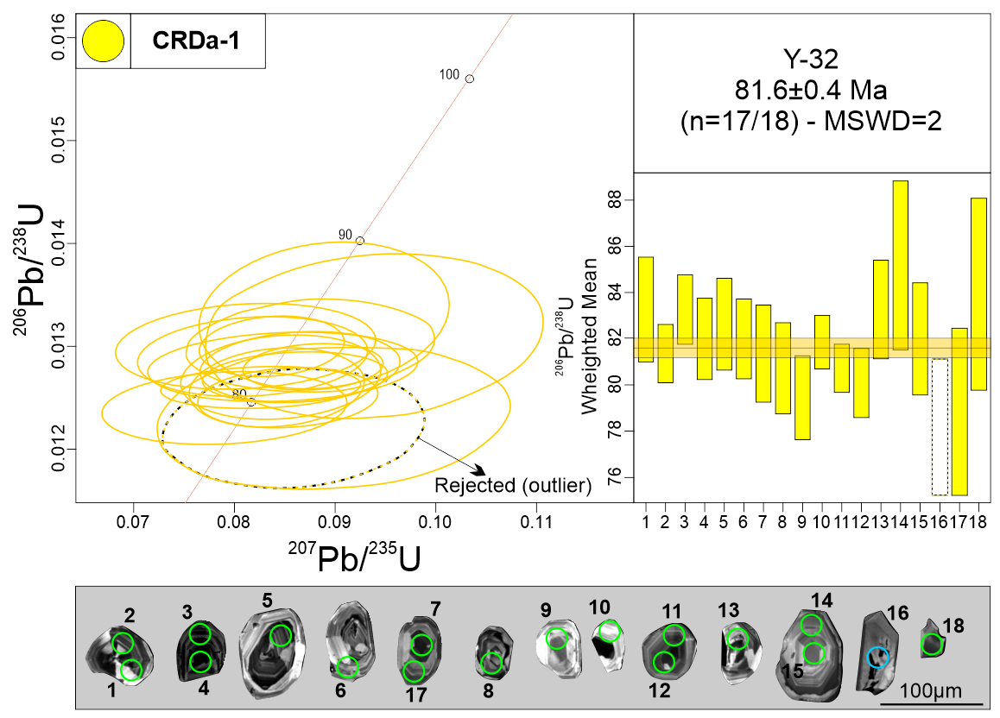 CRDa-1
Y-32
81.6±0.4 Ma
(n=17/18) - MSWD=2
²⁰⁶Pb/²³⁸U
0.016
0.015
0.014
0.013
0.012
100
90
80
Rejected (outlier)
0.07 0.08 0.09 0.10 0.11
²⁰⁷Pb/²³⁵U
²⁰⁶Pb/²³⁸U
Wheighted Mean
88
86
84
82
80
78
76
1 2 3 4 5 6 7 8 9 10 11 12 13 14 15 16 17 18
2 3 5 7 9 10 11 13 14 16 18
1 4 6 17 8 12 15
100µm